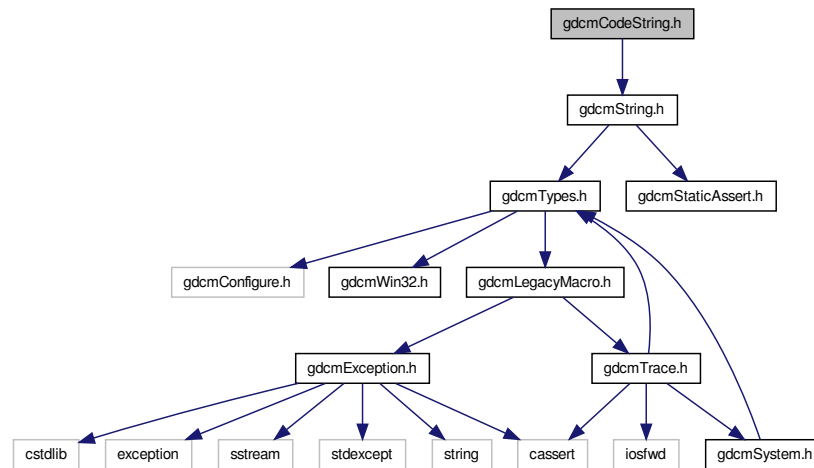 gdcmCodeString.h
gdcmString.h
gdcmTypes.h
gdcmStaticAssert.h
gdcmConfigure.h
gdcmWin32.h
gdcmLegacyMacro.h
gdcmException.h
gdcmTrace.h
cstdlib
exception
sstream
stdexcept
string
cassert
iosfwd
gdcmSystem.h